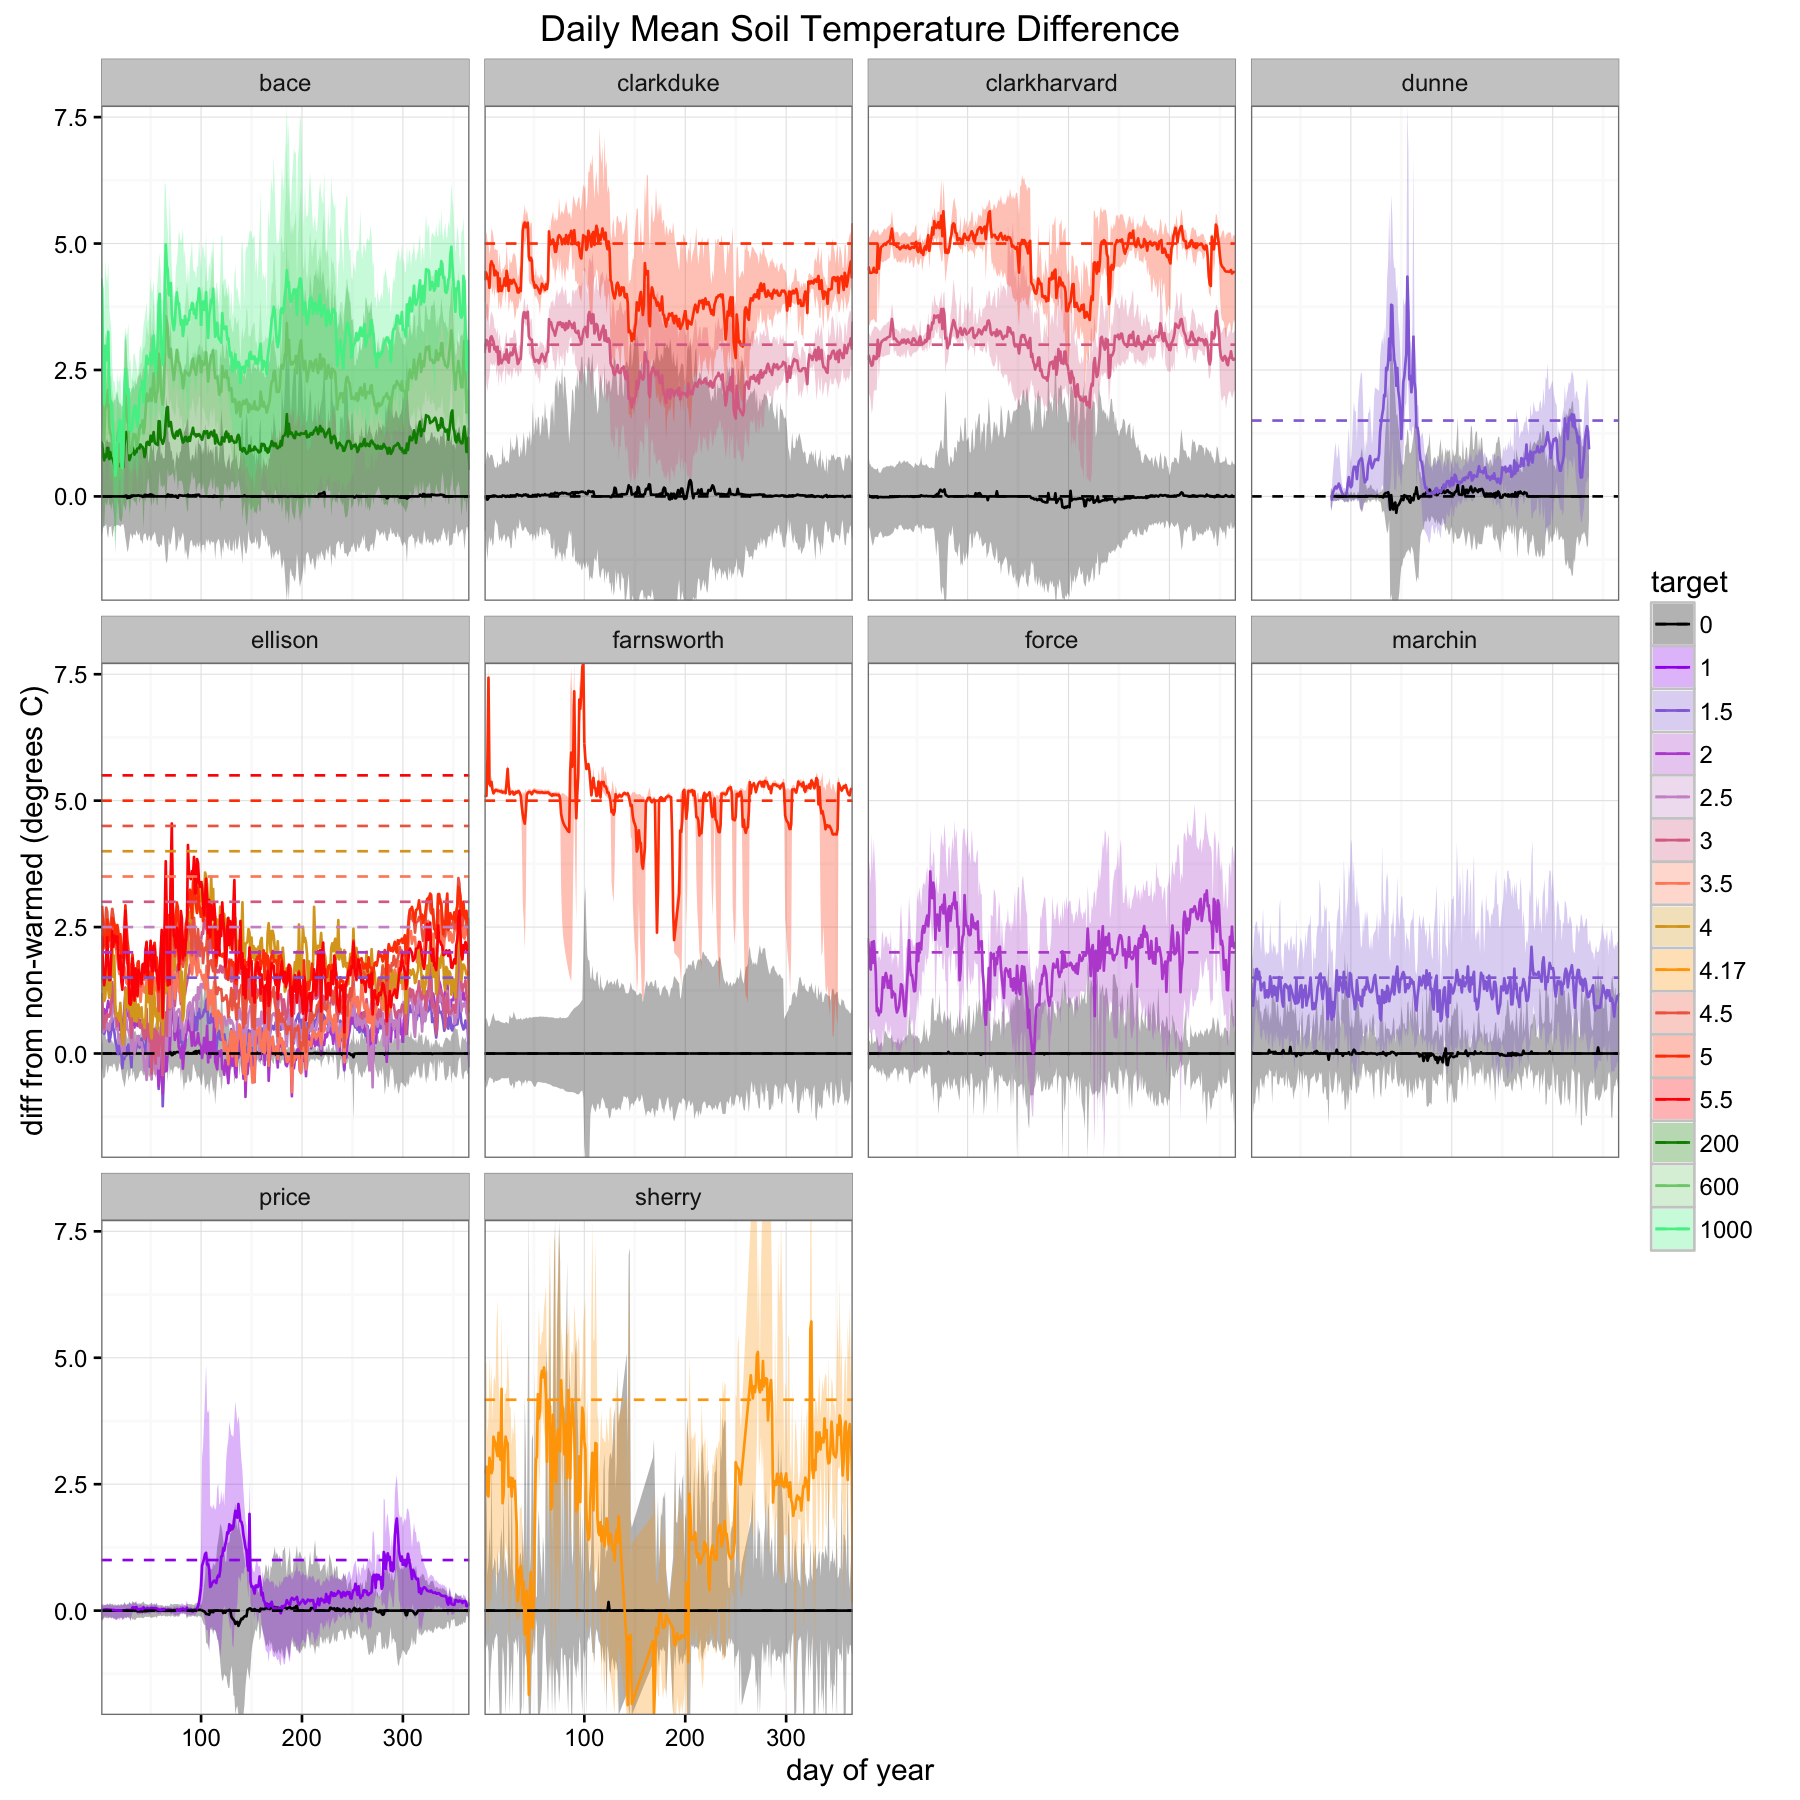 Daily Mean Soil Temperature Difference
bace
clarkduke
clarkharvard
dunne
7.5
5.0
2.5
0.0
ellison
farnsworth
force
marchin
7.5
5.0
2.5
0.0
price
sherry
7.5
5.0
2.5
0.0
100
200
300
100
200
300
day of year
diff from non-warmed (degrees C)
target
0
1
1.5
2
2.5
3
3.5
4
4.17
4.5
5
5.5
200
600
1000